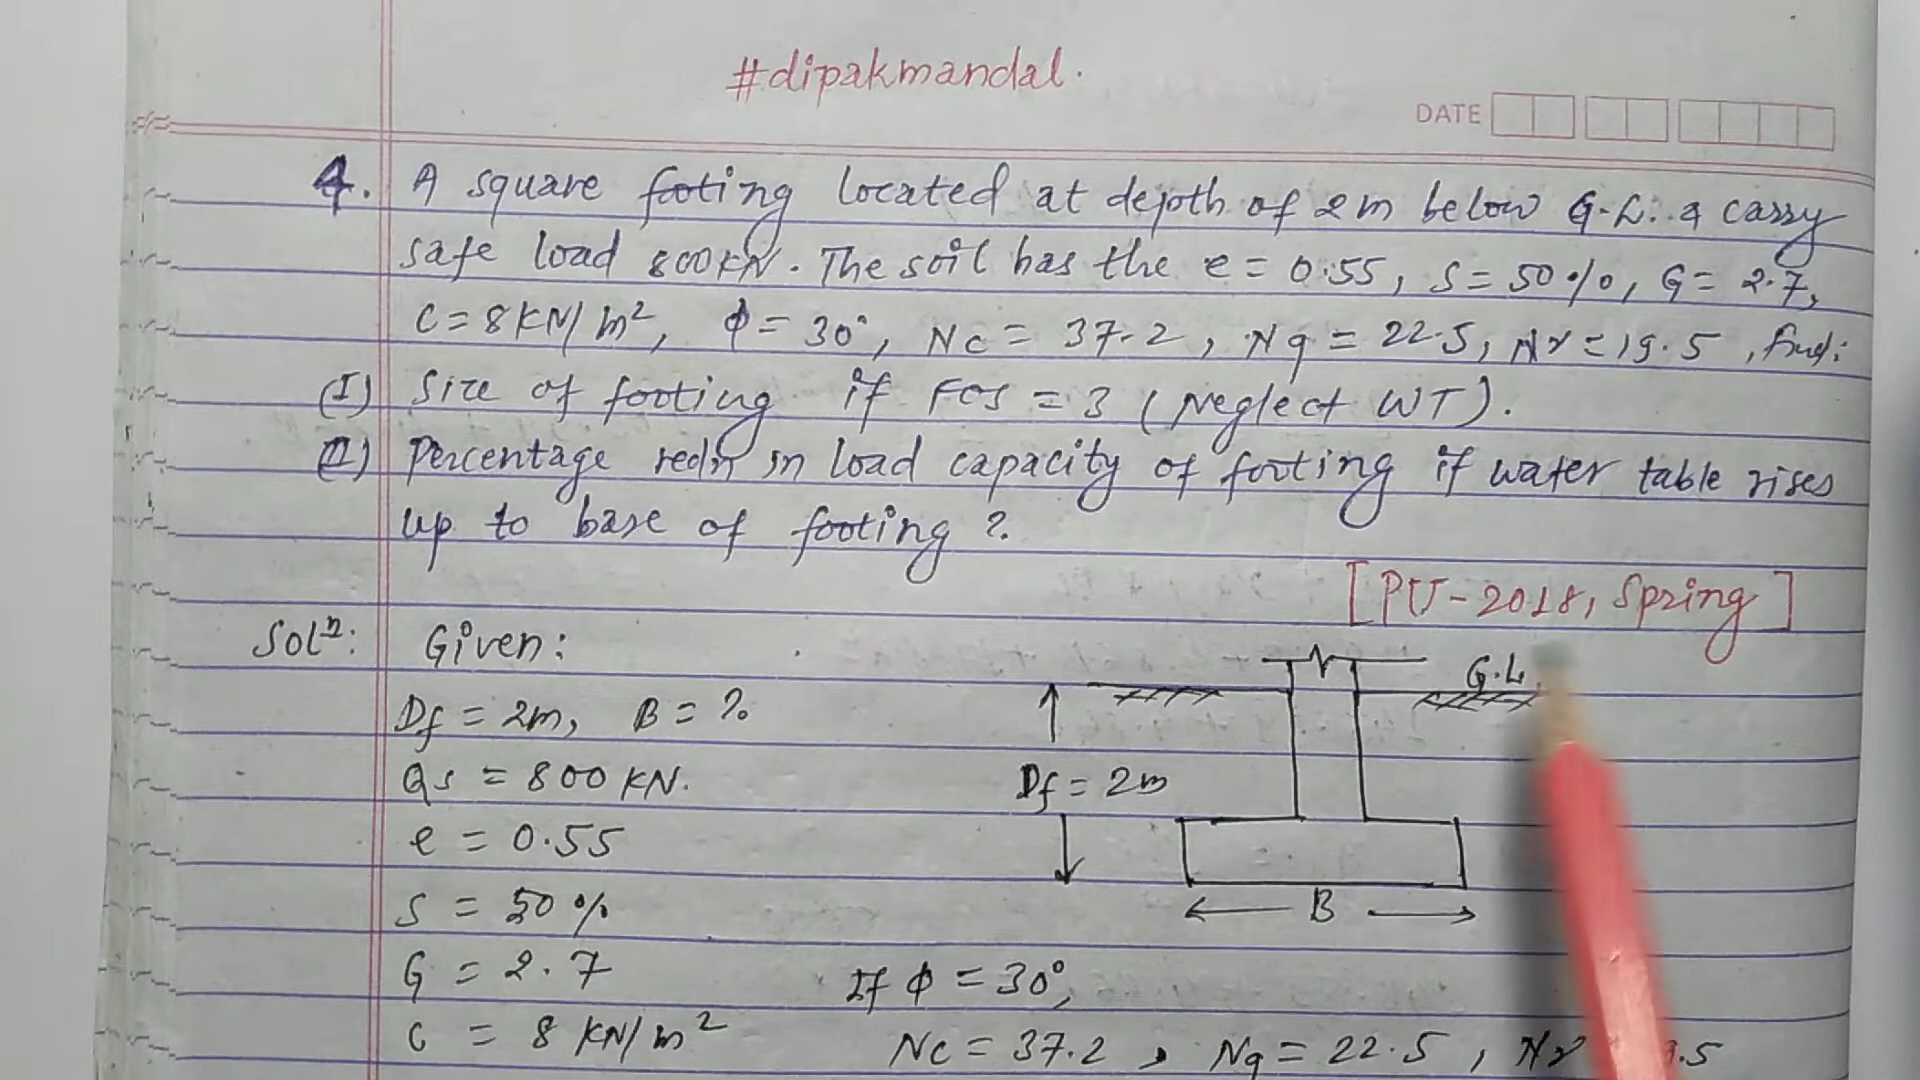 #dipakmandal.
DATE
4. A square footing located at depth of 2m below G.L. & carry
safe load 800KN. The soil has the e = 0.55, S = 50%, G = 2.7,
C = 8KN/m², φ = 30°, Nc = 37.2, Nq = 22.5, Nγ = 19.5, find:
(I) Size of footing if FOS = 3 (Neglect WT).
(II) Percentage redⁿ in load capacity of footing if water table rises
up to base of footing?
[PU-2018, Spring]
Solⁿ: Given:
G.L.
Df = 2m, B = ?
Qs = 800 KN.
Df = 2m
e = 0.55
S = 50%
B
G = 2.7
If φ = 30°,
C = 8 KN/m²
Nc = 37.2, Nq = 22.5, Nγ .5